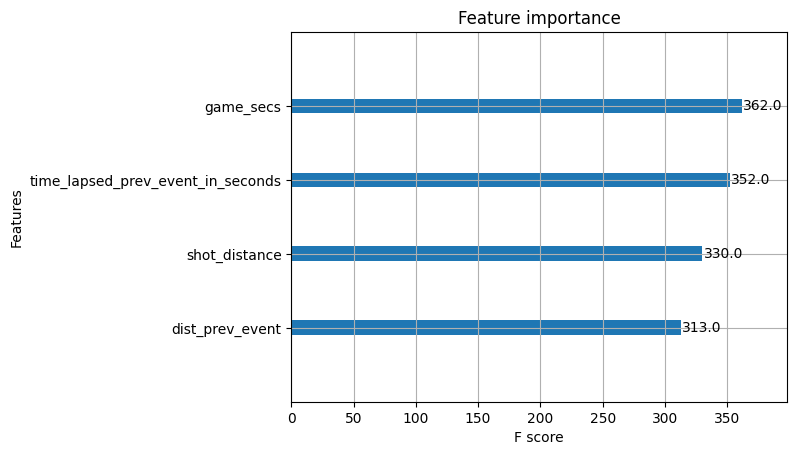 Feature importance
Features
game_secs
362.0
time_lapsed_prev_event_in_seconds
352.0
shot_distance
330.0
dist_prev_event
313.0
0 50 100 150 200 250 300 350
F score